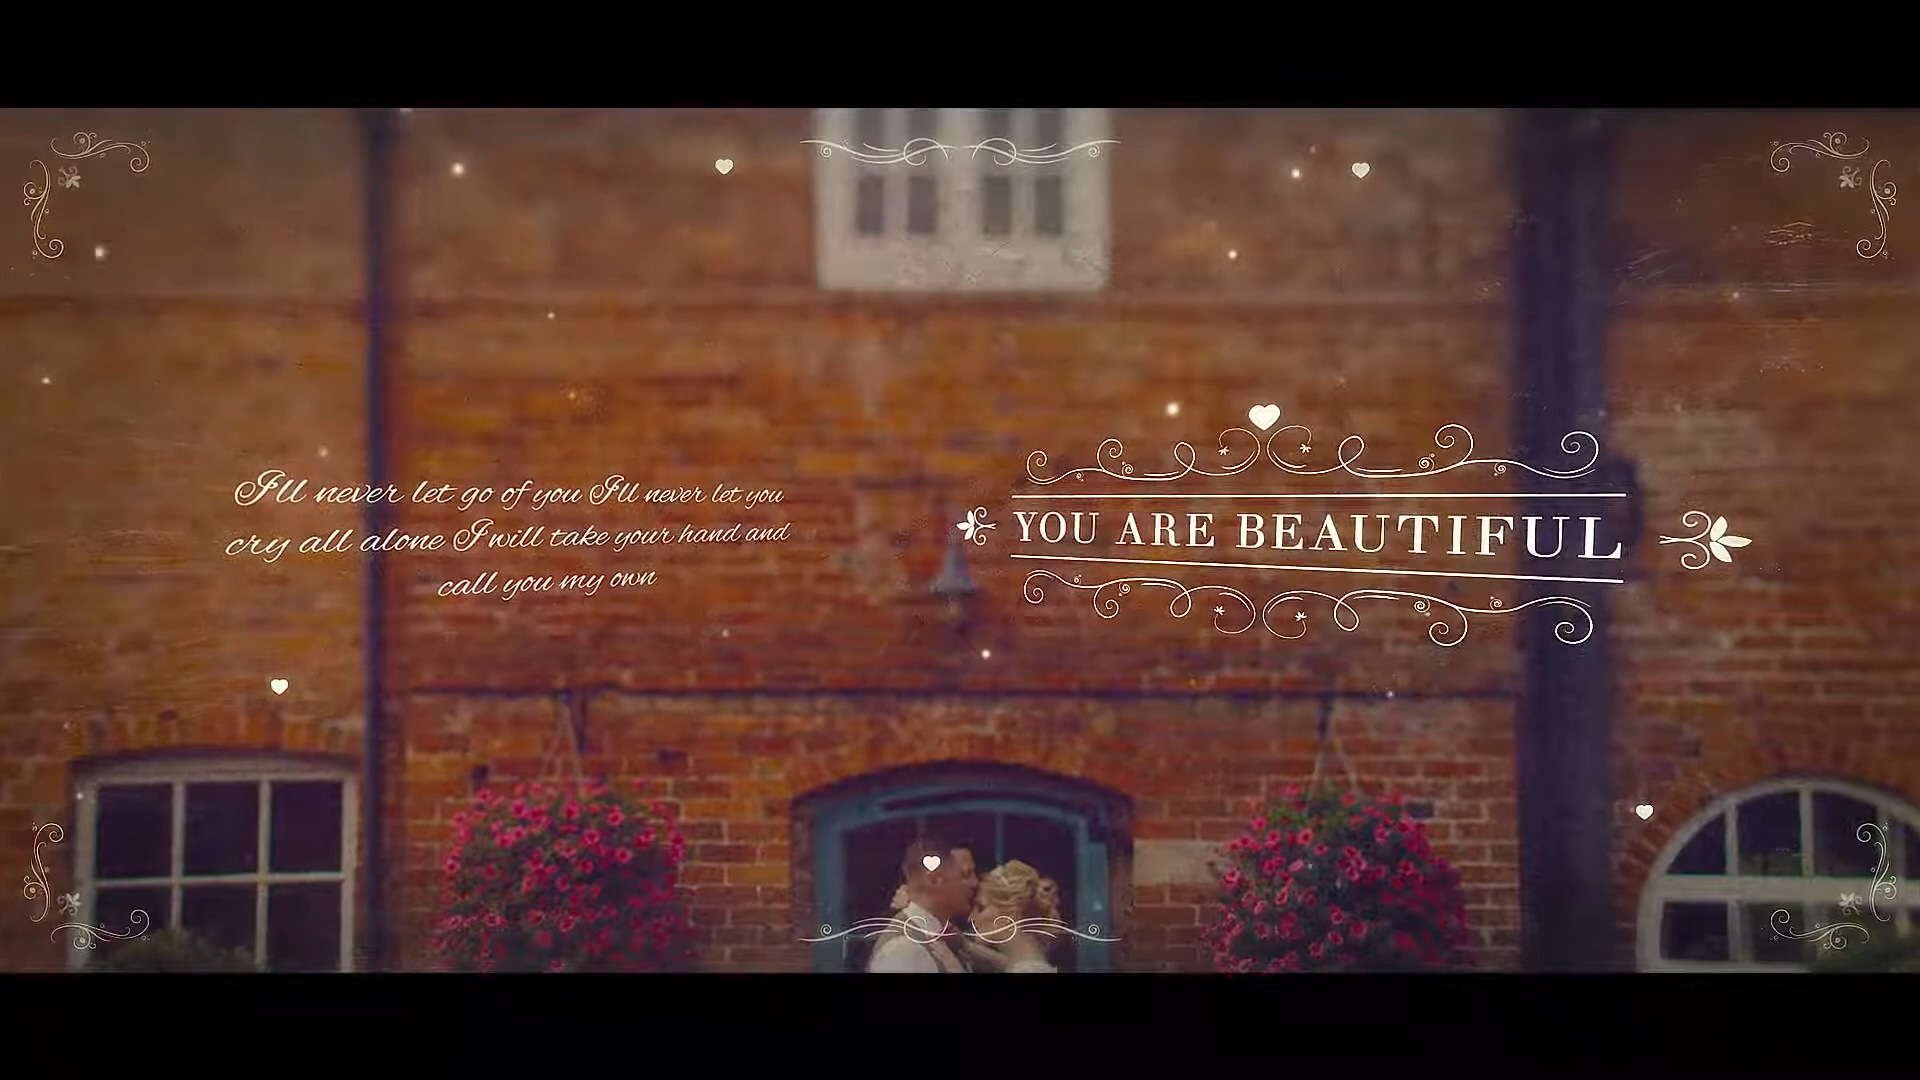 I'll never let go of you I'll never let you
cry all alone I will take your hand and
call you my own
YOU ARE BEAUTIFUL